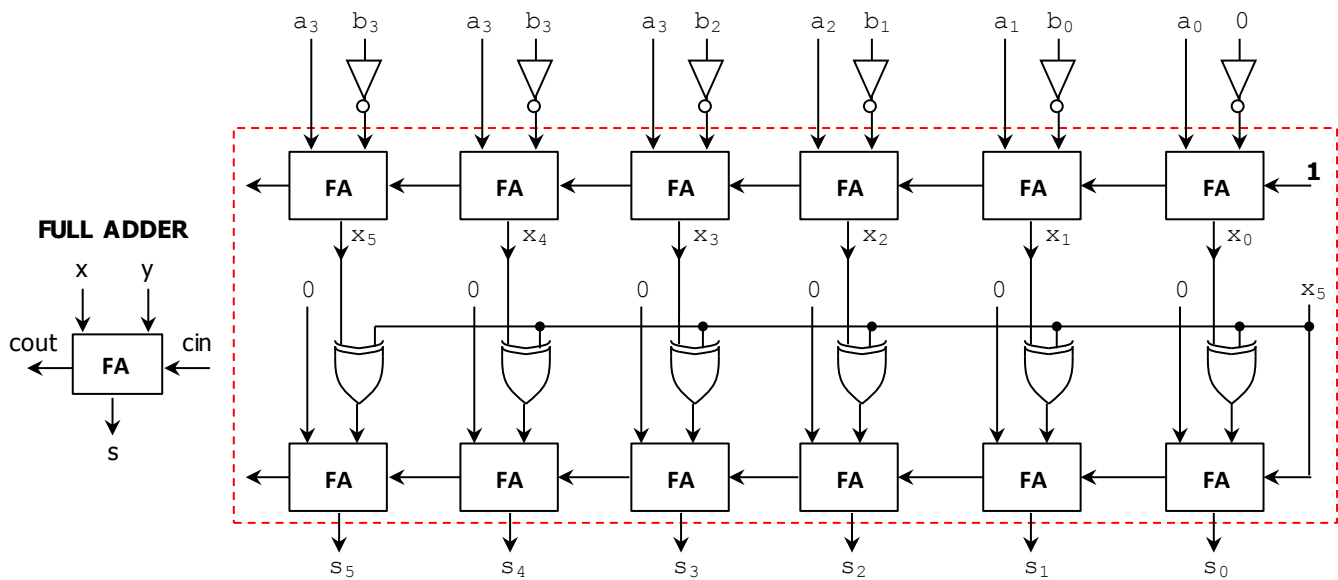 a₃ b₃ a₃ b₃ a₃ b₂ a₂ b₁ a₁ b₀ a₀ 0
FA FA FA FA FA FA 1
FULL ADDER
x₅ x₄ x₃ x₂ x₁ x₀
x y
0 0 0 0 0 0 x₅
cout FA cin
s
FA FA FA FA FA FA
s₅ s₄ s₃ s₂ s₁ s₀